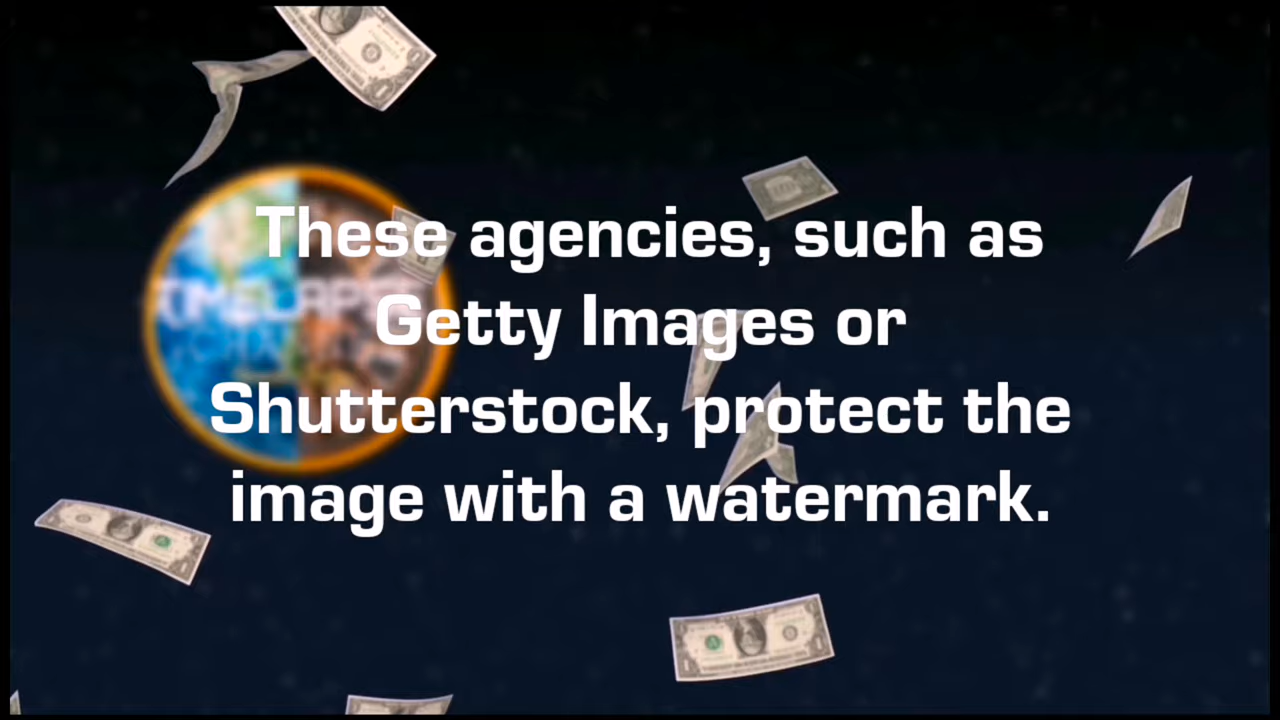 These agencies, such as
Getty Images or
Shutterstock, protect the
image with a watermark.